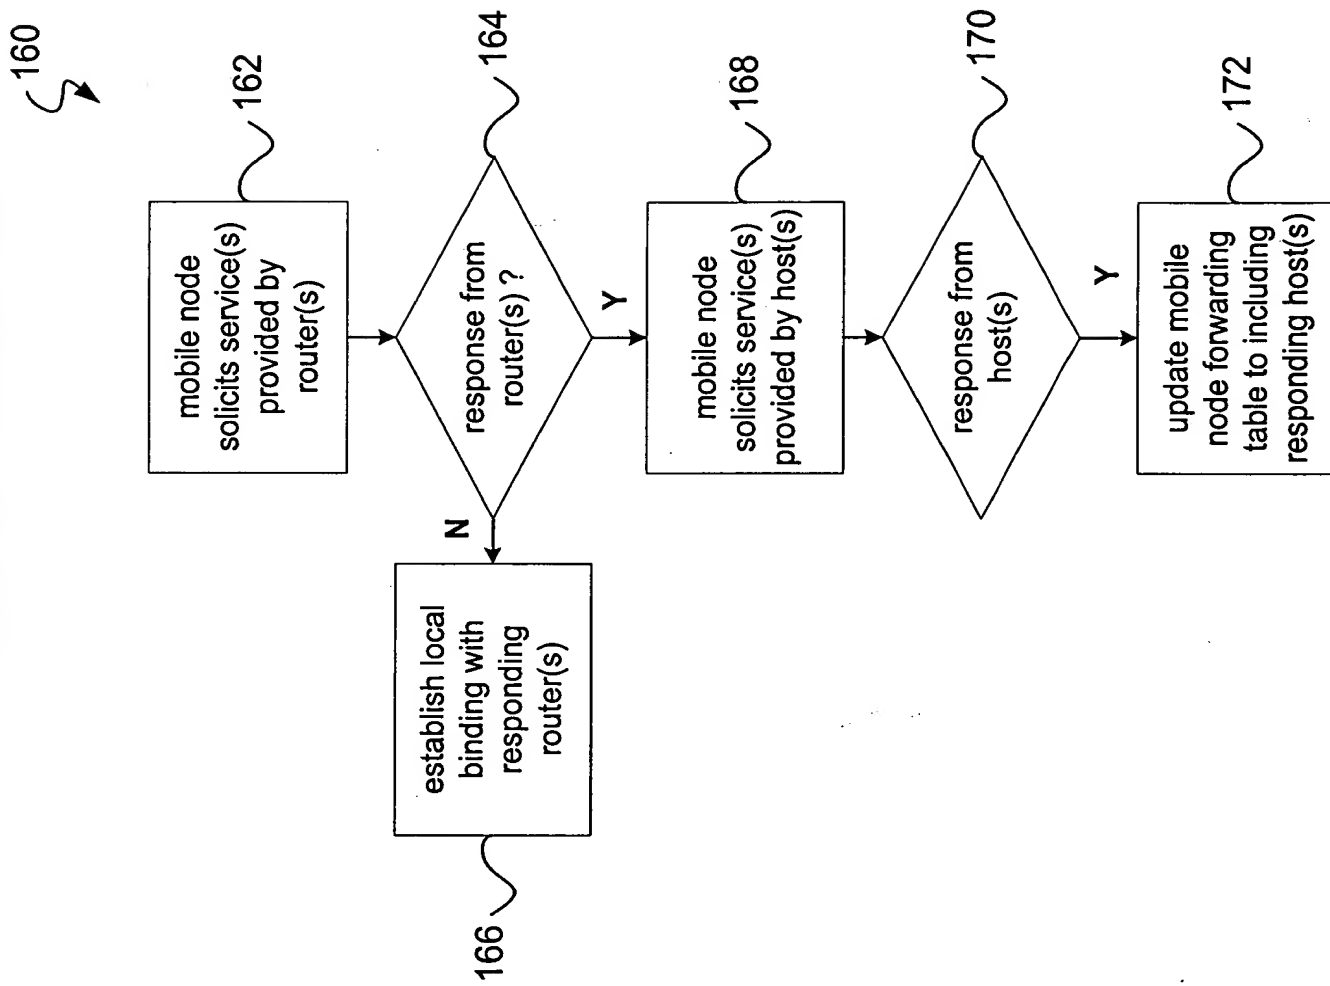 160
mobile node
solicits service(s)
provided by
router(s)
162
response from
router(s) ?
164
N
establish local
binding with
responding
router(s)
166
Y
mobile node
solicits service(s)
provided by host(s)
168
response from
host(s)
170
Y
update mobile
node forwarding
table to including
responding host(s)
172